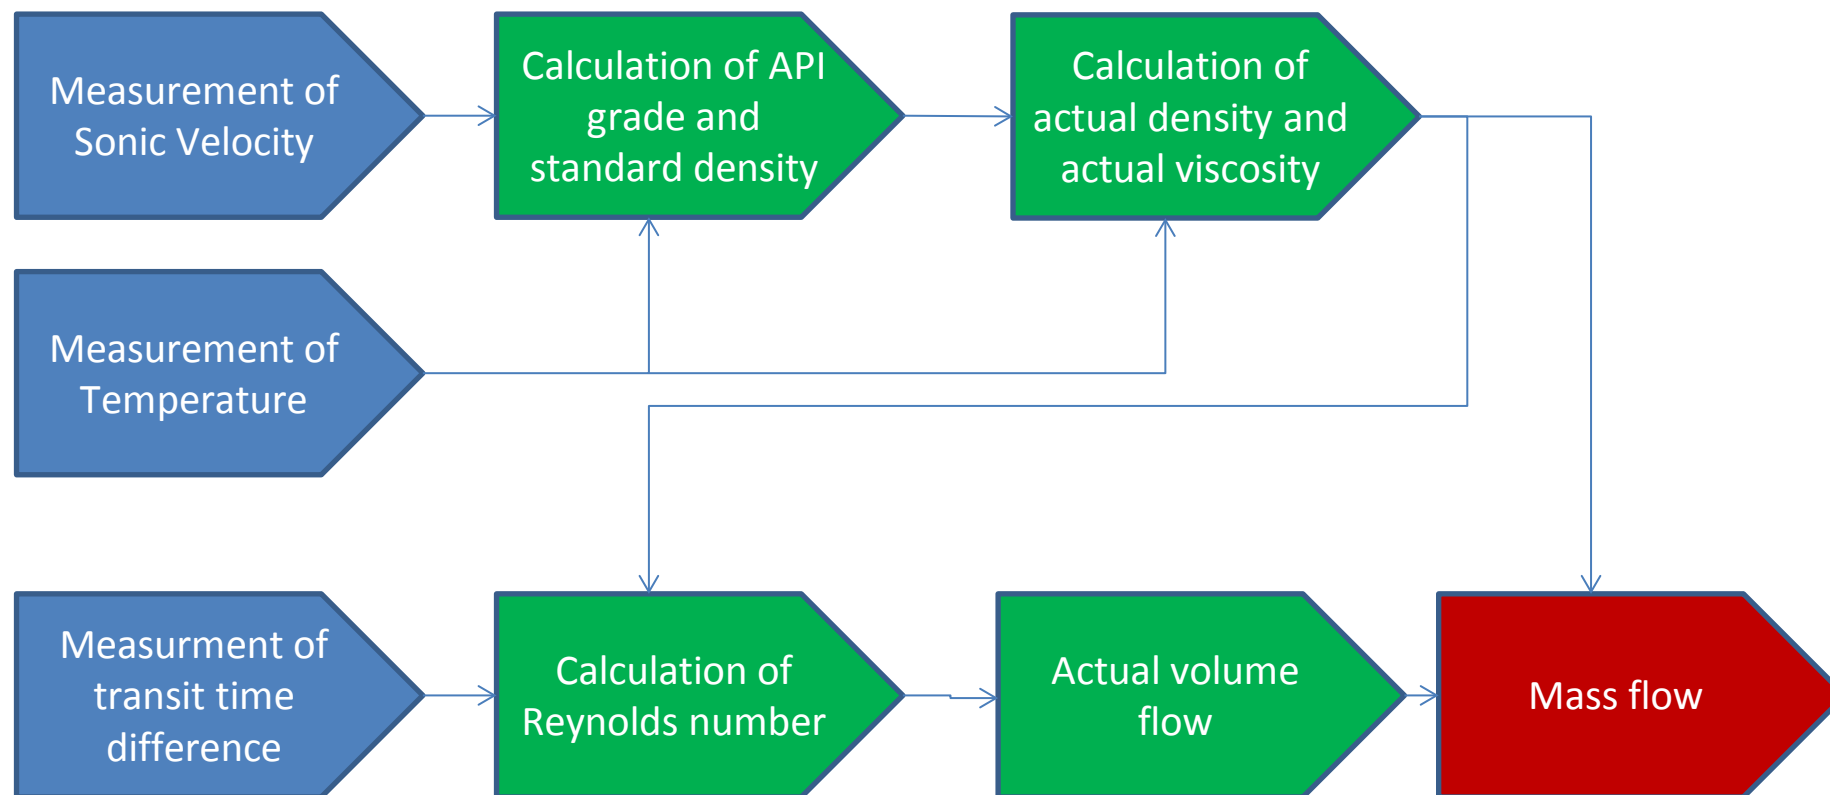 Measurement of
Sonic Velocity
Calculation of API
grade and
standard density
Calculation of
actual density and
actual viscosity
Measurement of
Temperature
Measurment of
transit time
difference
Calculation of
Reynolds number
Actual volume
flow
Mass flow